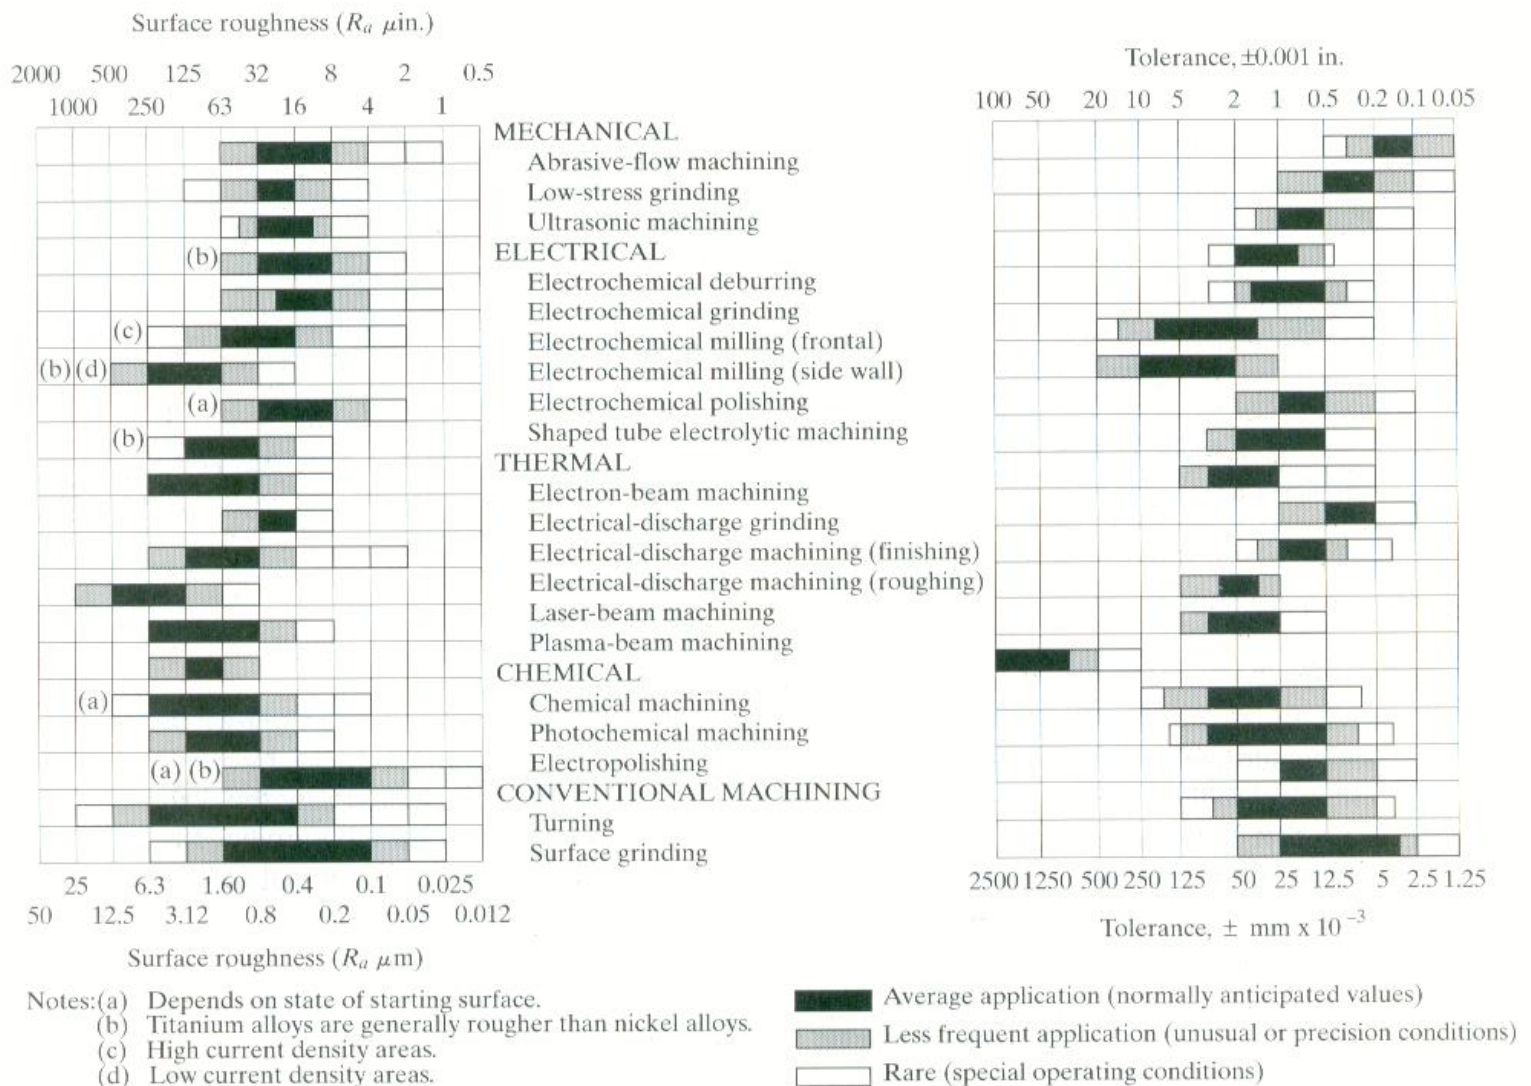 Surface roughness (Ra μin.)
2000 500 125 32 8 2 0.5
1000 250 63 16 4 1
Tolerance, ±0.001 in.
100 50 20 10 5 2 1 0.5 0.2 0.1 0.05
MECHANICAL
Abrasive-flow machining
Low-stress grinding
Ultrasonic machining
ELECTRICAL
(b)
Electrochemical deburring
Electrochemical grinding
(c)
Electrochemical milling (frontal)
(b)(d)
Electrochemical milling (side wall)
(a)
Electrochemical polishing
(b)
Shaped tube electrolytic machining
THERMAL
Electron-beam machining
Electrical-discharge grinding
Electrical-discharge machining (finishing)
Electrical-discharge machining (roughing)
Laser-beam machining
Plasma-beam machining
CHEMICAL
(a)
Chemical machining
Photochemical machining
(a) (b)
Electropolishing
CONVENTIONAL MACHINING
Turning
Surface grinding
25 6.3 1.60 0.4 0.1 0.025
50 12.5 3.12 0.8 0.2 0.05 0.012
Surface roughness (Ra μm)
2500 1250 500 250 125 50 25 12.5 5 2.5 1.25
Tolerance, ± mm x 10⁻³
Notes:(a) Depends on state of starting surface.
(b) Titanium alloys are generally rougher than nickel alloys.
(c) High current density areas.
(d) Low current density areas.
Average application (normally anticipated values)
Less frequent application (unusual or precision conditions)
Rare (special operating conditions)